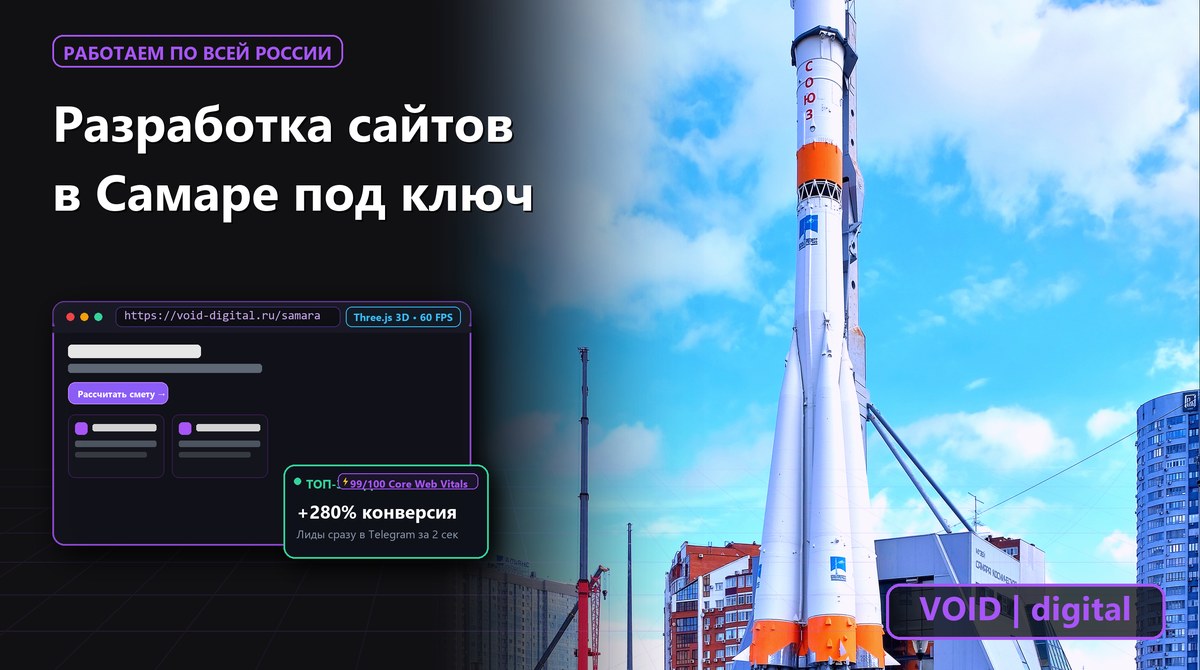 РАБОТАЕМ ПО ВСЕЙ РОССИИ
Разработка сайтов
в Самаре под ключ
https://void-digital.ru/samara
Three.js 3D • 60 FPS
Рассчитать смету →
ТОП-
⚡99/100 Core Web Vitals
+280% конверсия
Лиды сразу в Telegram за 2 сек
СОЮЗ
VOID | digital